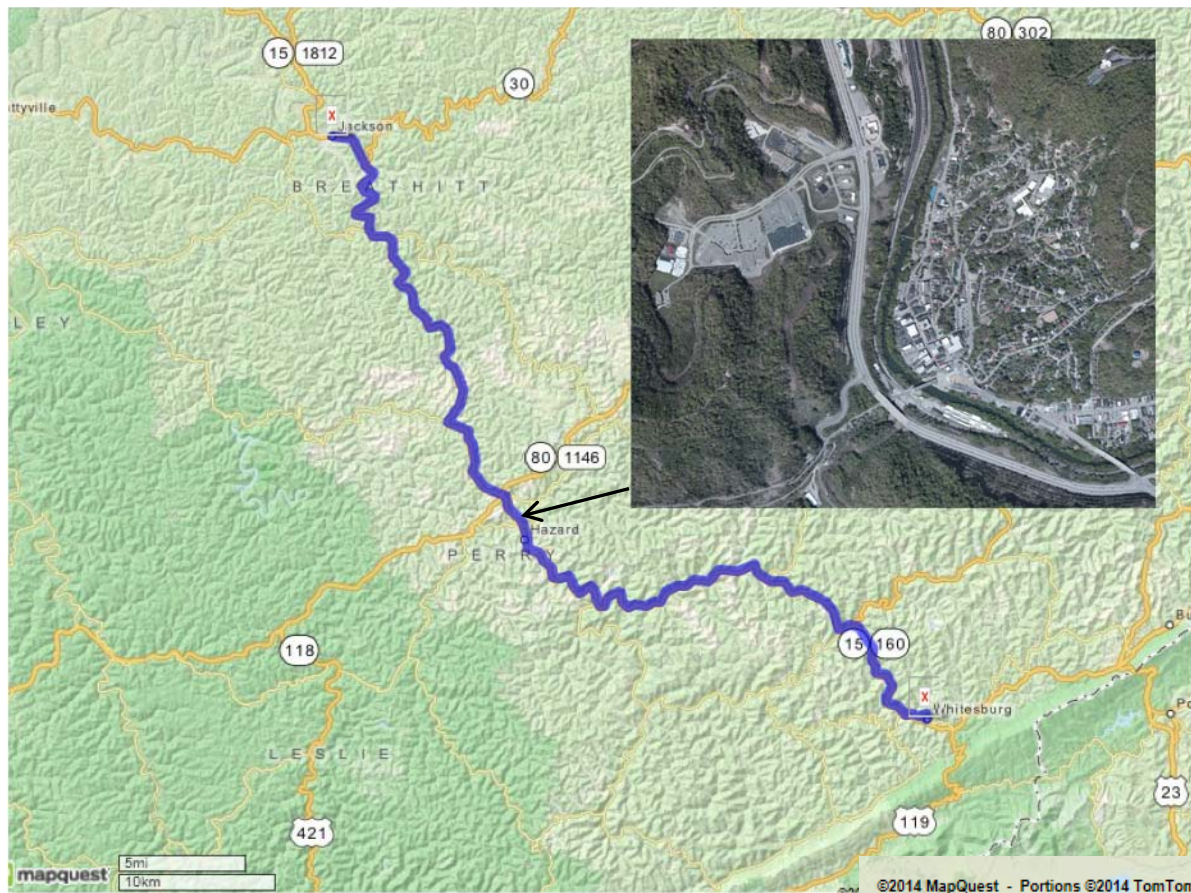 15 1812
80 302
30
ttyville
X
Jackson
BREATHITT
LEY
80 1146
Hazard
PERRY
118
15 160
X
Whitesburg
LESLIE
421
119
23
mapquest
5mi
10km
©2014 MapQuest - Portions ©2014 TomTom